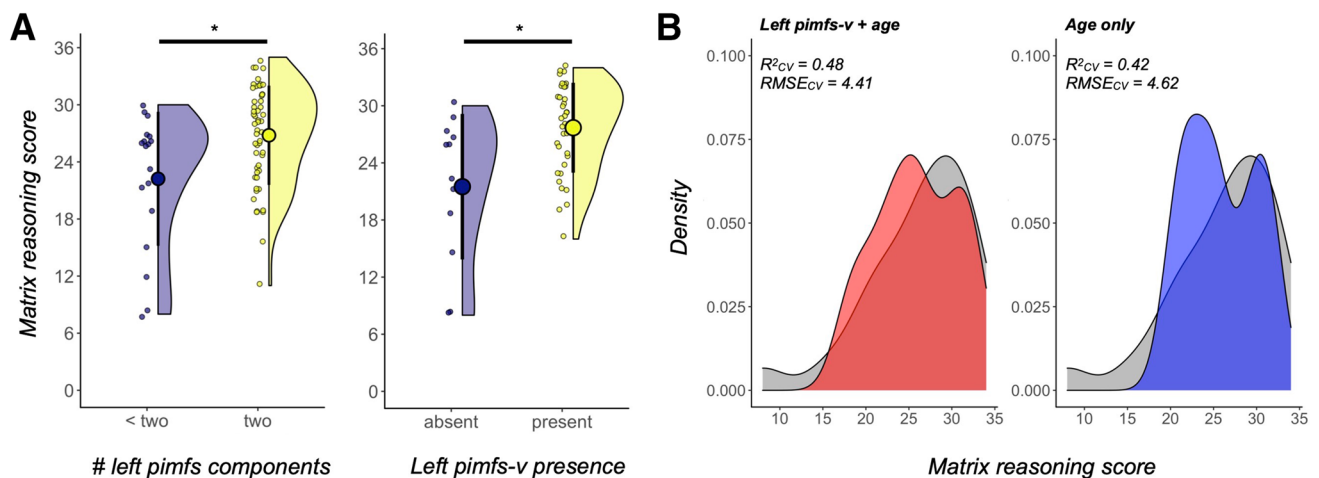 A
*
*
Matrix reasoning score
36
30
24
18
12
6
0
36
30
24
18
12
6
0
< two
two
absent
present
# left pimfs components
Left pimfs-v presence
B
Left pimfs-v + age
Age only
R²CV = 0.48
RMSECV = 4.41
R²CV = 0.42
RMSECV = 4.62
Density
0.100
0.075
0.050
0.025
0.000
0.100
0.075
0.050
0.025
0.000
10 15 20 25 30 35
10 15 20 25 30 35
Matrix reasoning score